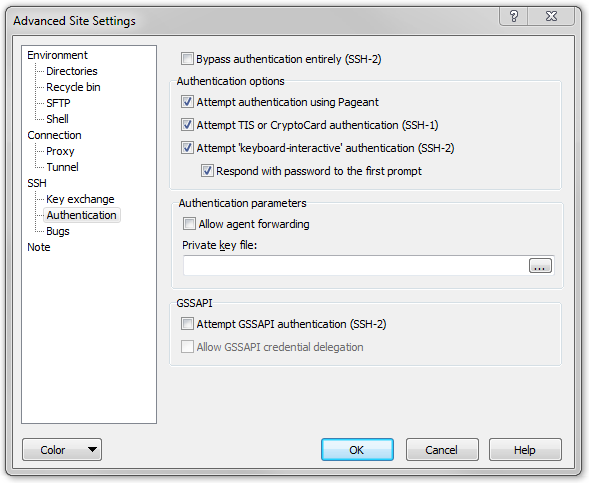 Advanced Site Settings
?
Environment
Directories
Recycle bin
SFTP
Shell
Connection
Proxy
Tunnel
SSH
Key exchange
Authentication
Bugs
Note
Bypass authentication entirely (SSH-2)
Authentication options
Attempt authentication using Pageant
Attempt TIS or CryptoCard authentication (SSH-1)
Attempt 'keyboard-interactive' authentication (SSH-2)
Respond with password to the first prompt
Authentication parameters
Allow agent forwarding
Private key file:
...
GSSAPI
Attempt GSSAPI authentication (SSH-2)
Allow GSSAPI credential delegation
Color
OK
Cancel
Help